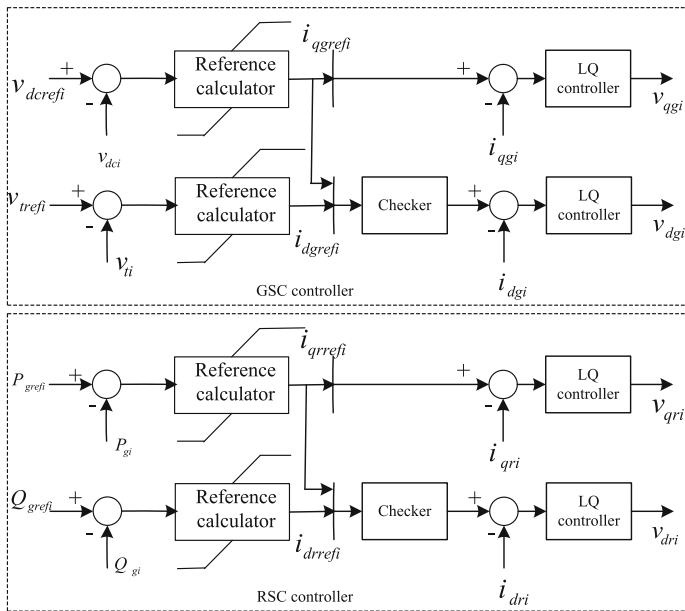 i_qgrefi
+
v_dcrefi
-
Reference
calculator
+
-
LQ
controller
v_qgi
v_dci
i_qgi
v_trefi
+
-
Reference
calculator
Checker
+
-
LQ
controller
v_dgi
v_ti
i_dgrefi
i_dgi
GSC controller
i_qrrefi
P_grefi
+
-
Reference
calculator
+
-
LQ
controller
v_qri
P_gi
i_qri
Q_grefi
+
-
Reference
calculator
Checker
+
-
LQ
controller
v_dri
Q_gi
i_drrefi
i_dri
RSC controller